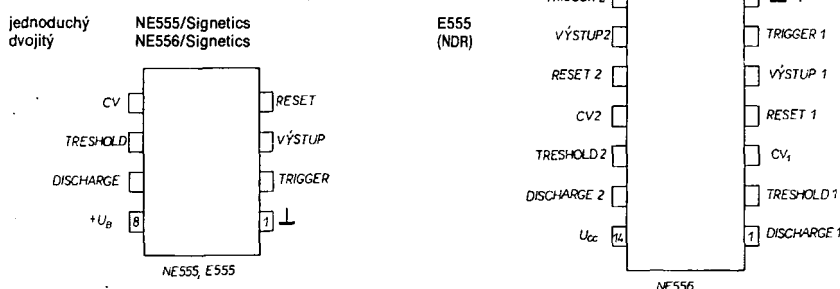 jednoduchý NE555/Signetics E555
dvojitý NE556/Signetics (NDR)
CV RESET
TRESHOLD VÝSTUP
DISCHARGE TRIGGER
+UB 8 1 ⊥
NE555, E555
VÝSTUP2 TRIGGER 1
RESET 2 VÝSTUP 1
CV2 RESET 1
TRESHOLD 2 CV1
DISCHARGE 2 TRESHOLD 1
Ucc 14 1 DISCHARGE 1
NE556